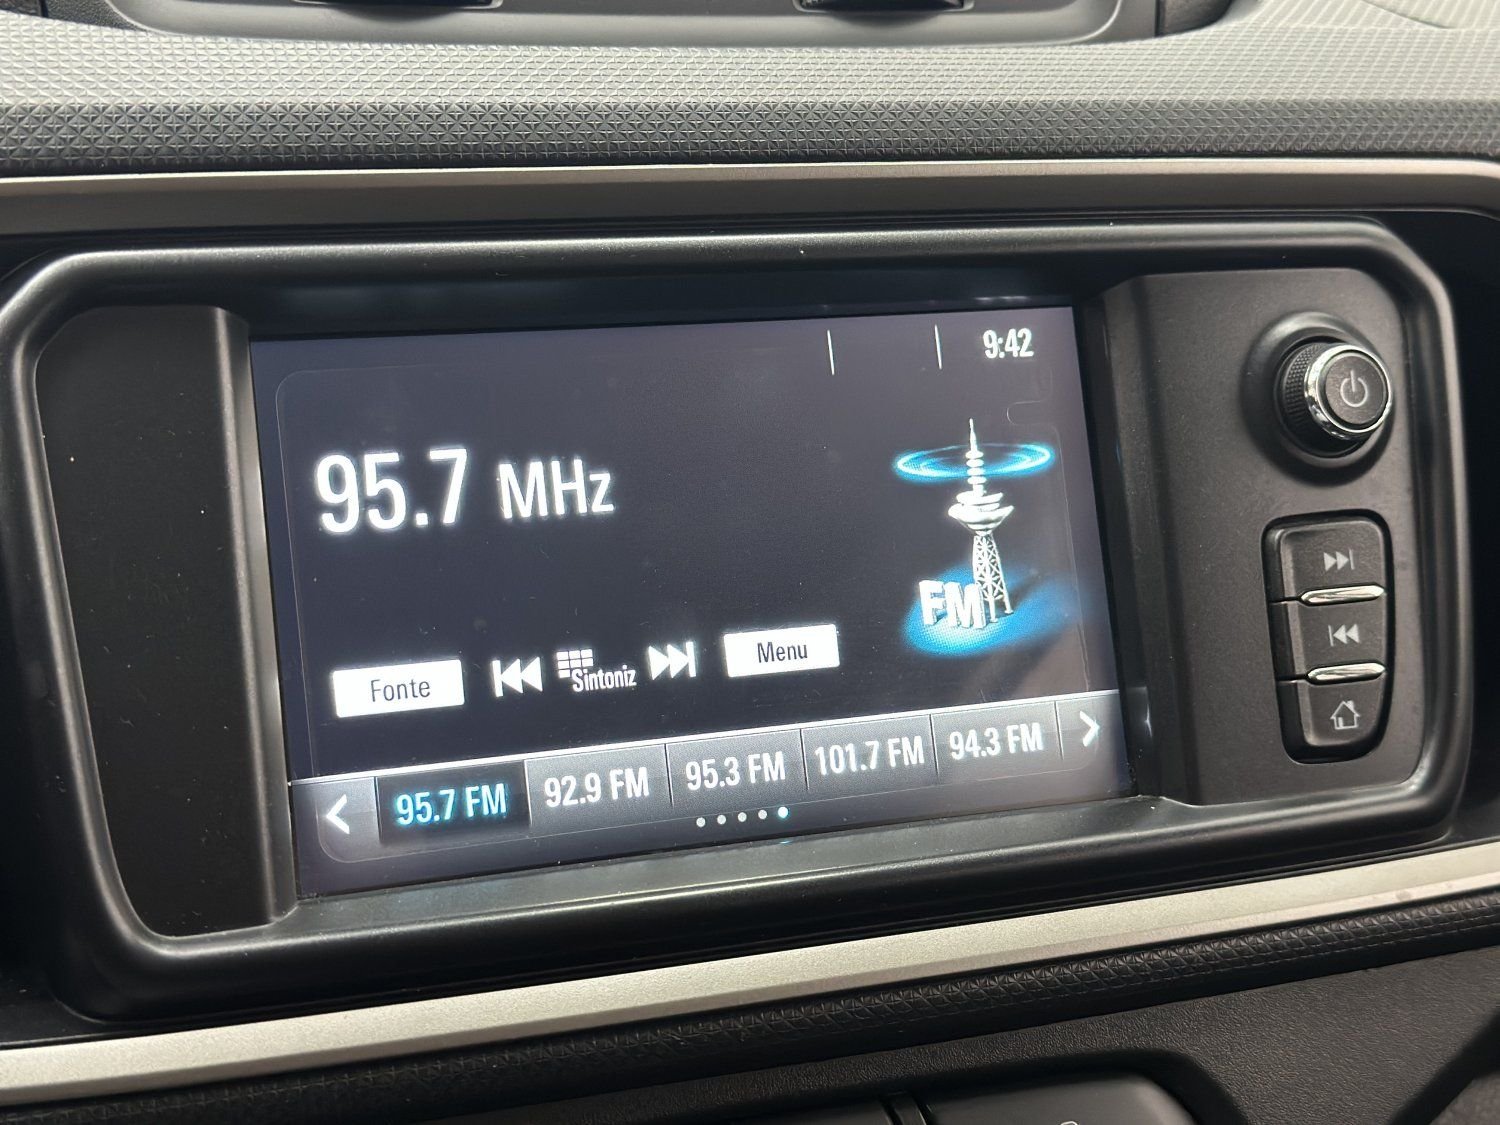 9:42
95.7 MHz
FM
Fonte
Sintoniz
Menu
95.7 FM
92.9 FM
95.3 FM
101.7 FM
94.3 FM